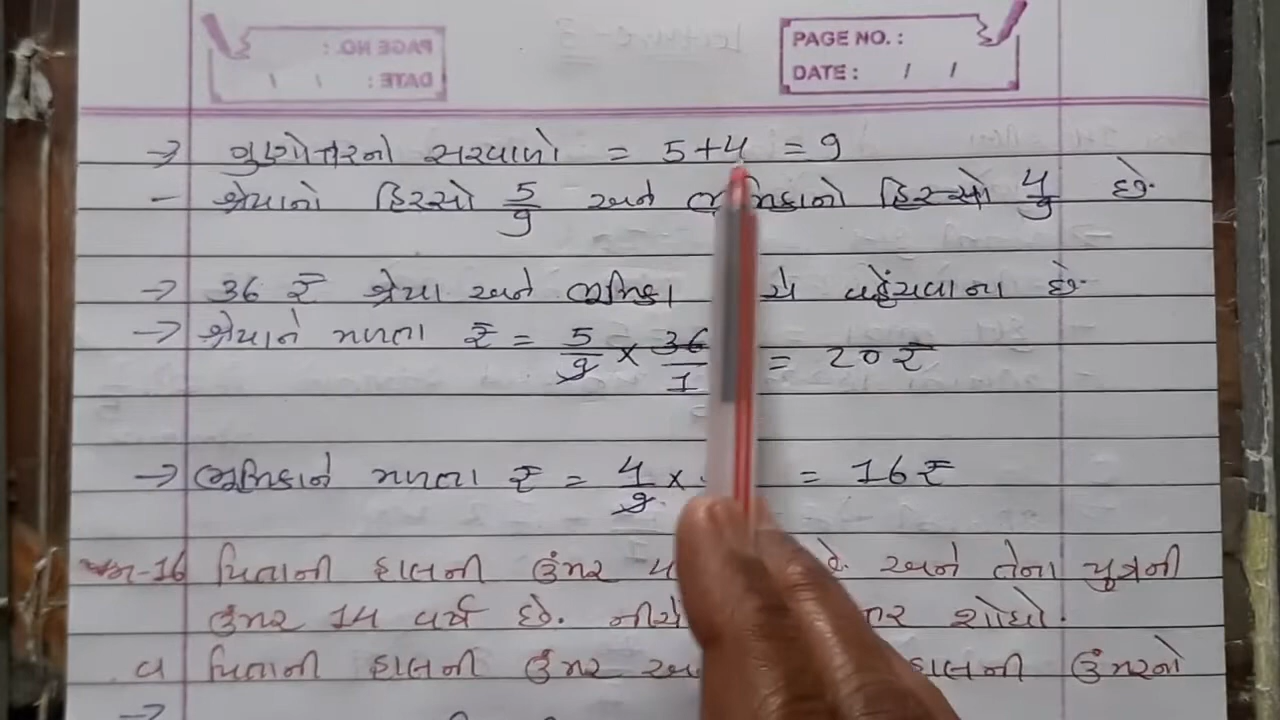 PAGE NO. :
DATE : / /
→ ગુણોત્તરનો સરવાળો = 5+4 = 9
- શ્રેયાનો હિસ્સો 5/9 અને ભૂમિકાનો હિસ્સો 4/9 છે.
→ 36 ₹ શ્રેયા અને ભૂમિકા વચ્ચે વહેંચવાના છે.
→ શ્રેયાને મળતા ₹ = 5/9 × 36/1 = 20 ₹
→ ભૂમિકાને મળતા ₹ = 4/9 × = 16 ₹
પ્રશ્ન-16 પિતાની હાલની ઉંમર અને તેના પુત્રની
ઉંમર 14 વર્ષ છે. શોધો.
પિતાની હાલની ઉંમર હાલની ઉંમરનો
→